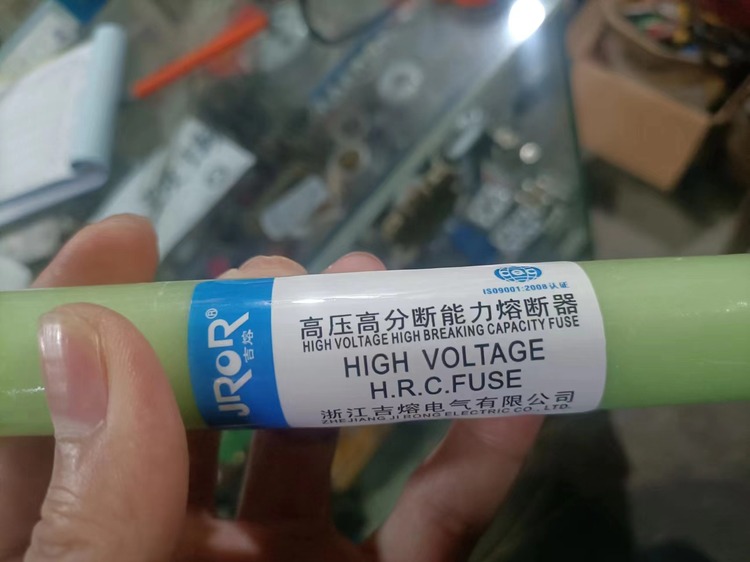 JROR®
吉熔
ISO9001:2008认证
高压高分断能力熔断器
HIGH VOLTAGE HIGH BREAKING CAPACITY FUSE
HIGH VOLTAGE
H.R.C.FUSE
浙江吉熔电气有限公司
ZHEJIANG JI RONG ELECTRIC CO., LTD.